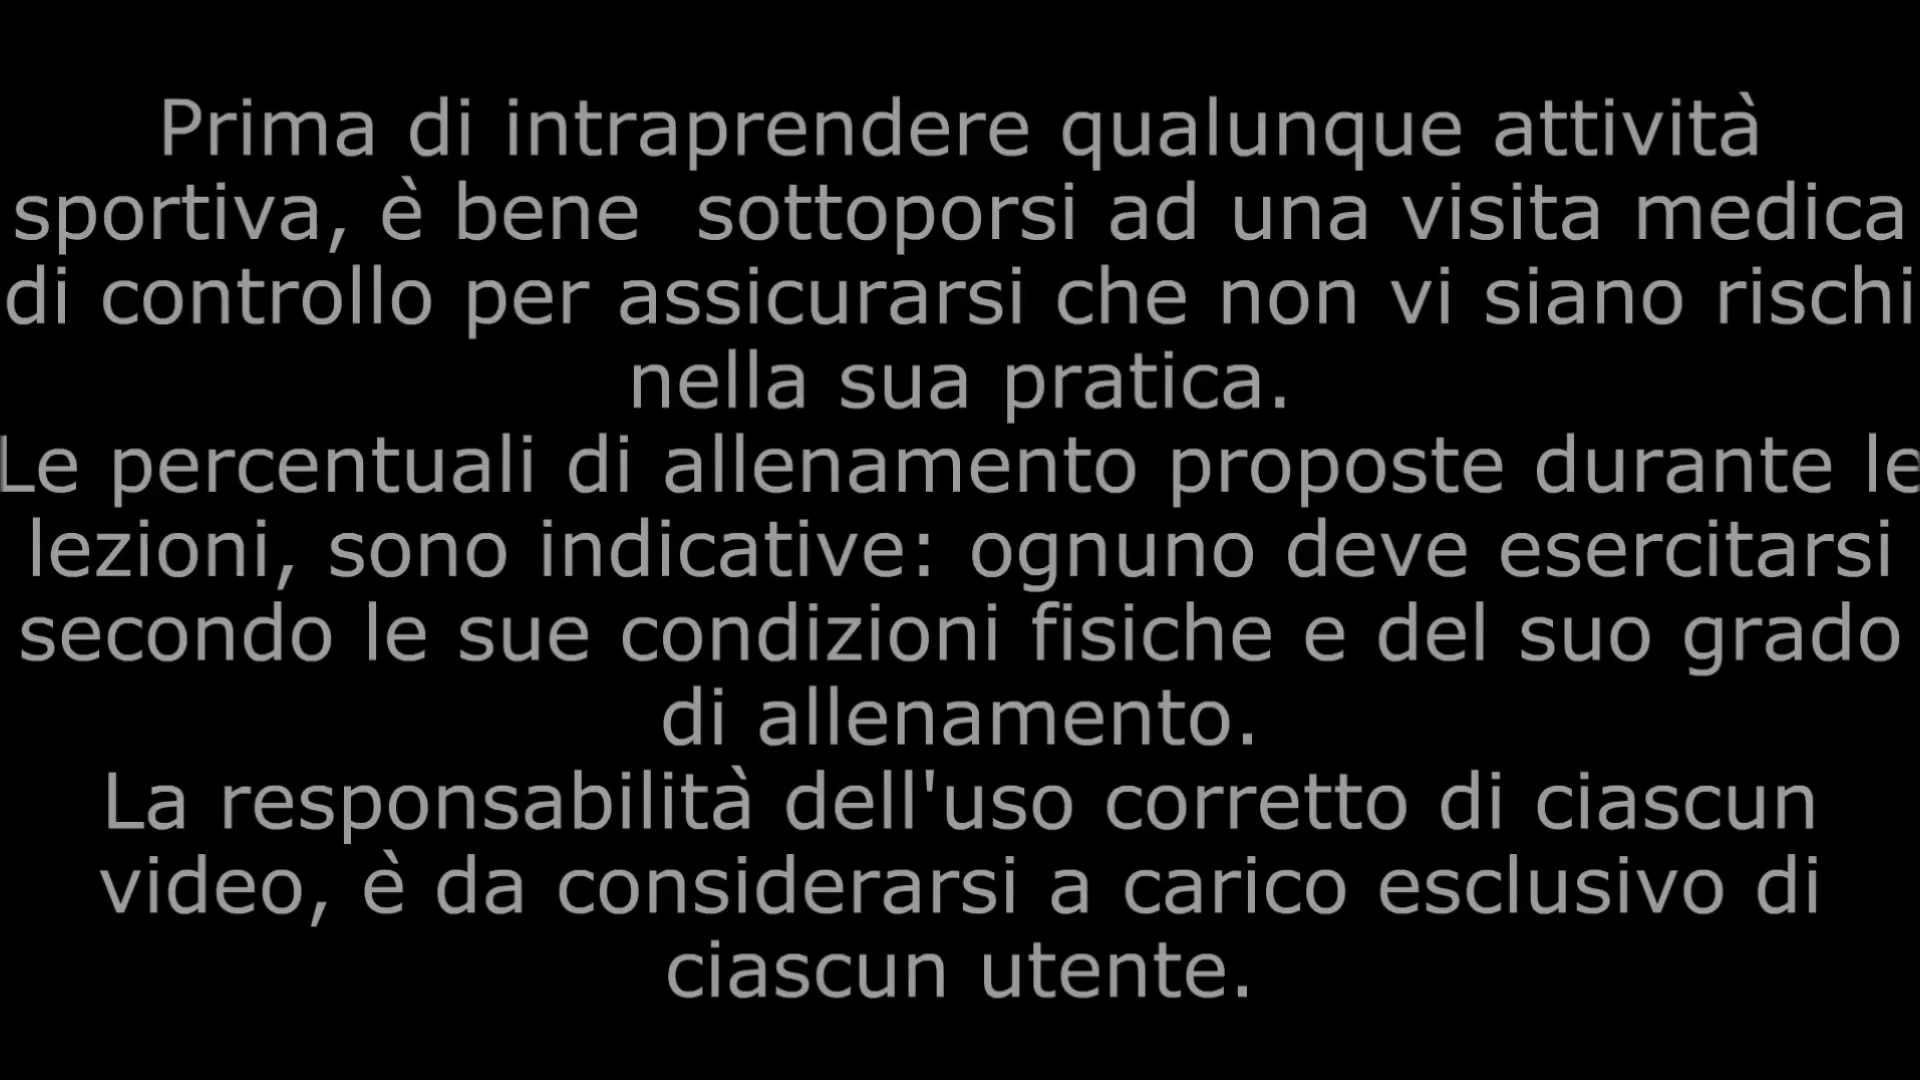 Prima di intraprendere qualunque attività
sportiva, è bene  sottoporsi ad una visita medica
di controllo per assicurarsi che non vi siano rischi
nella sua pratica.
Le percentuali di allenamento proposte durante le
lezioni, sono indicative: ognuno deve esercitarsi
secondo le sue condizioni fisiche e del suo grado
di allenamento.
La responsabilità dell'uso corretto di ciascun
video, è da considerarsi a carico esclusivo di
ciascun utente.